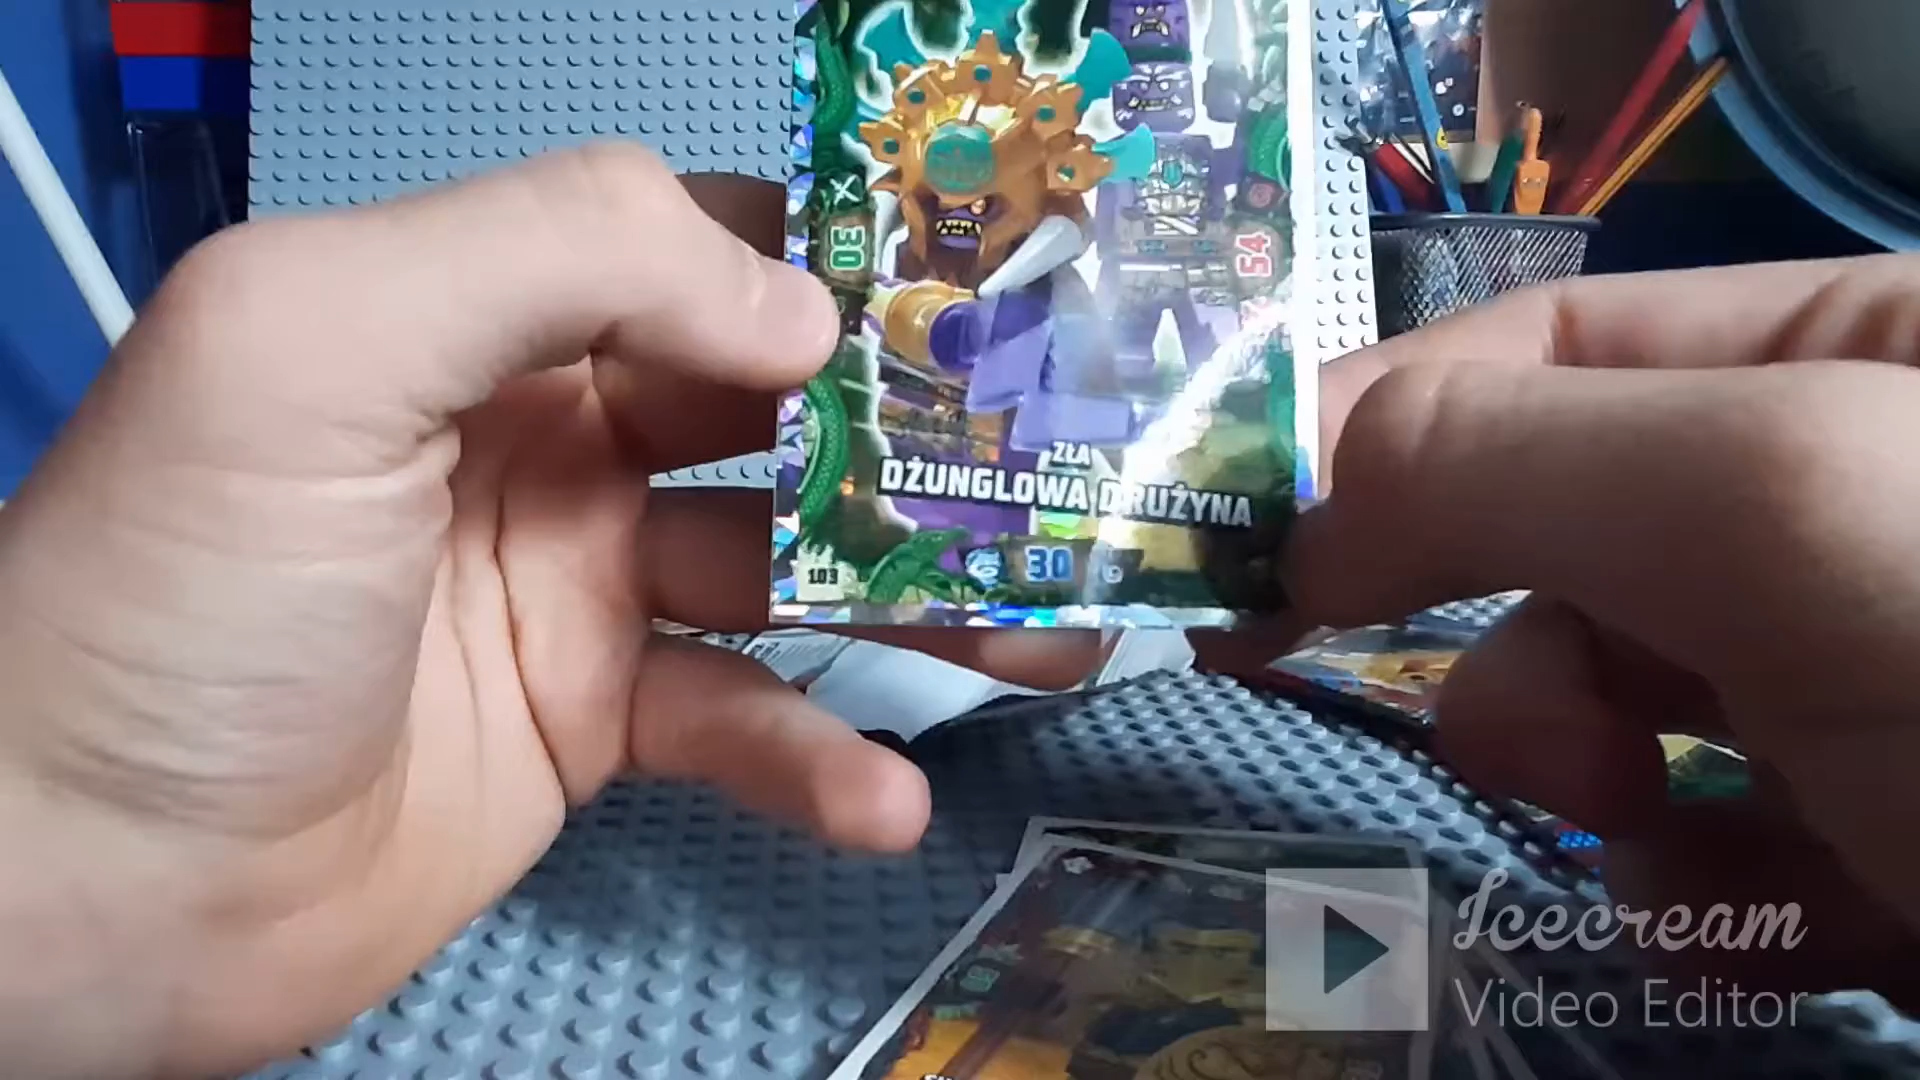 30
54
ZŁA
DŻUNGLOWA DRUŻYNA
103
30
Icecream
Video Editor